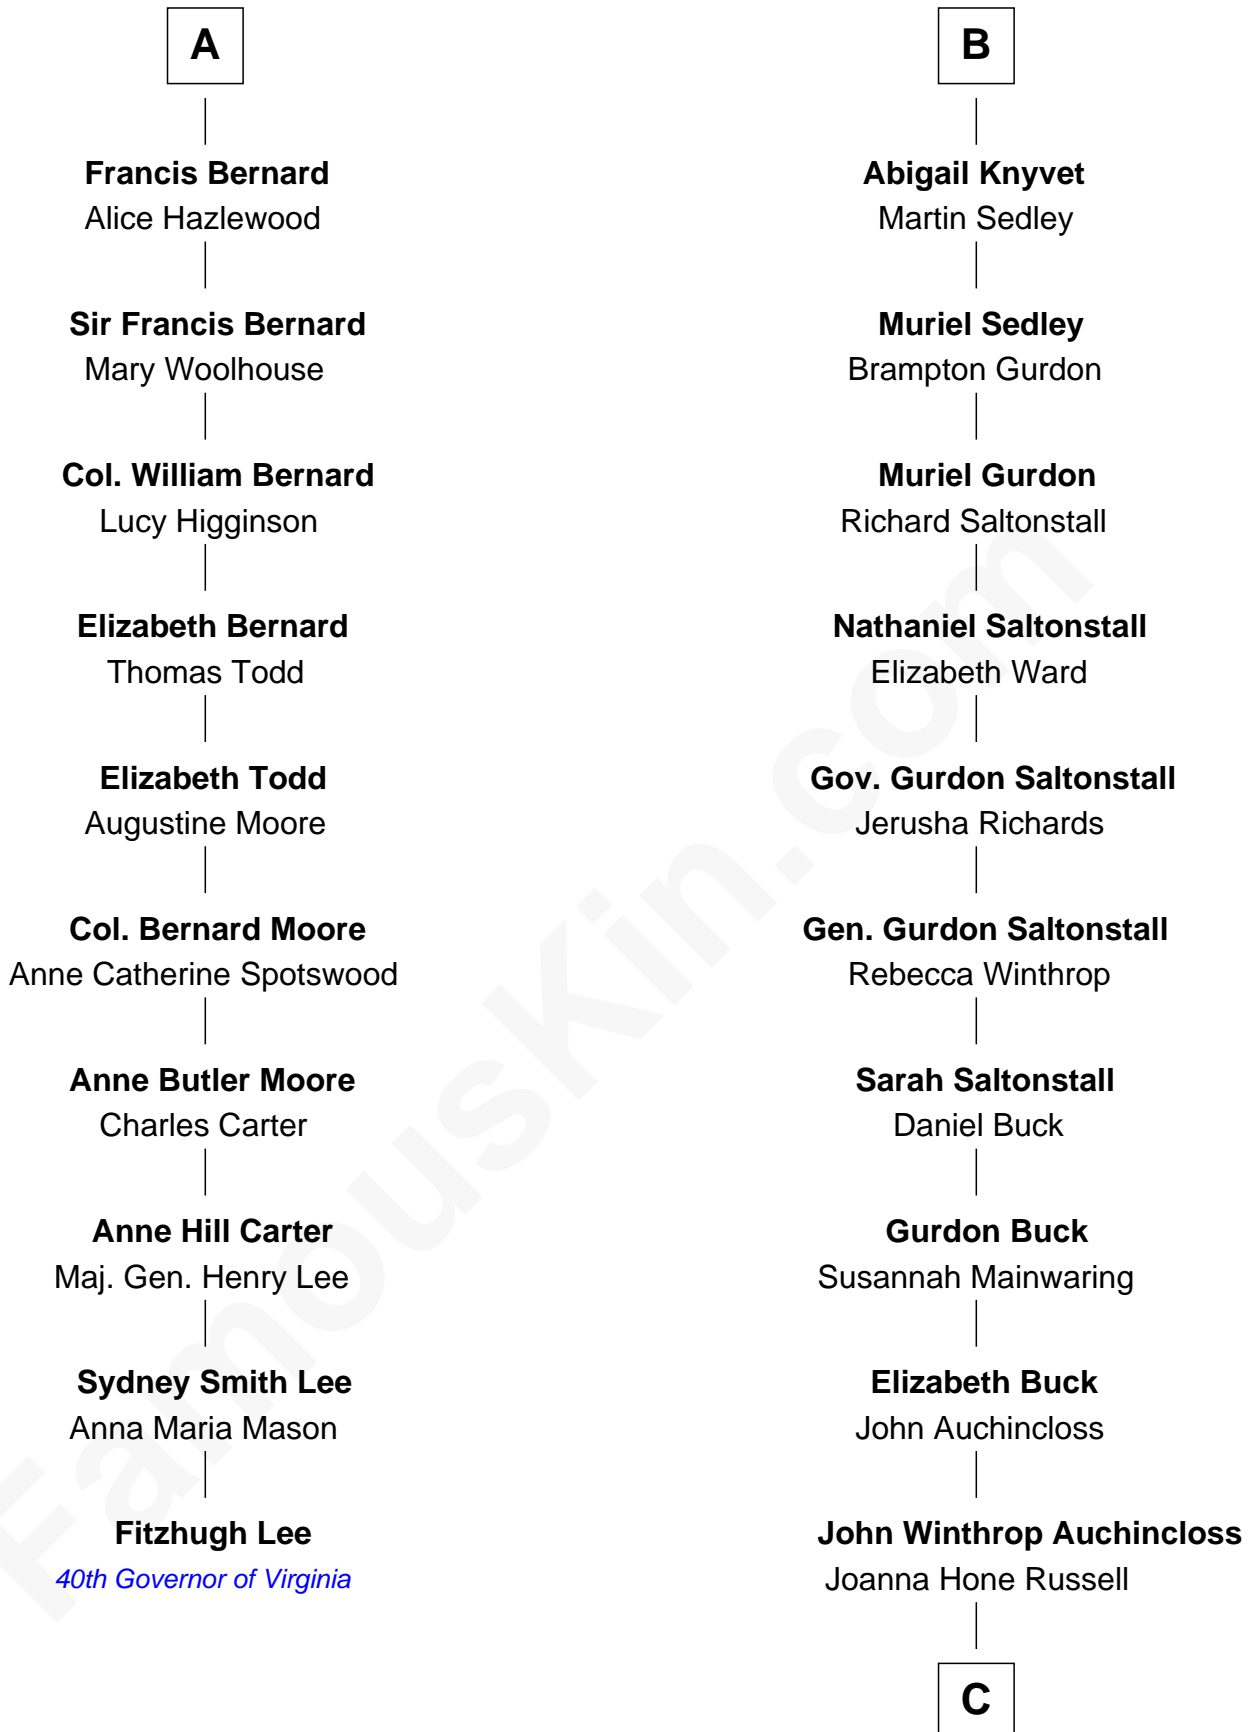 A
Francis Bernard
Alice Hazlewood
Sir Francis Bernard
Mary Woolhouse
Col. William Bernard
Lucy Higginson
Elizabeth Bernard
Thomas Todd
Elizabeth Todd
Augustine Moore
Col. Bernard Moore
Anne Catherine Spotswood
Anne Butler Moore
Charles Carter
Anne Hill Carter
Maj. Gen. Henry Lee
Sydney Smith Lee
Anna Maria Mason
Fitzhugh Lee
40th Governor of Virginia
B
Abigail Knyvet
Martin Sedley
Muriel Sedley
Brampton Gurdon
Muriel Gurdon
Richard Saltonstall
Nathaniel Saltonstall
Elizabeth Ward
Gov. Gurdon Saltonstall
Jerusha Richards
Gen. Gurdon Saltonstall
Rebecca Winthrop
Sarah Saltonstall
Daniel Buck
Gurdon Buck
Susannah Mainwaring
Elizabeth Buck
John Auchincloss
John Winthrop Auchincloss
Joanna Hone Russell
C
FamousKin.com